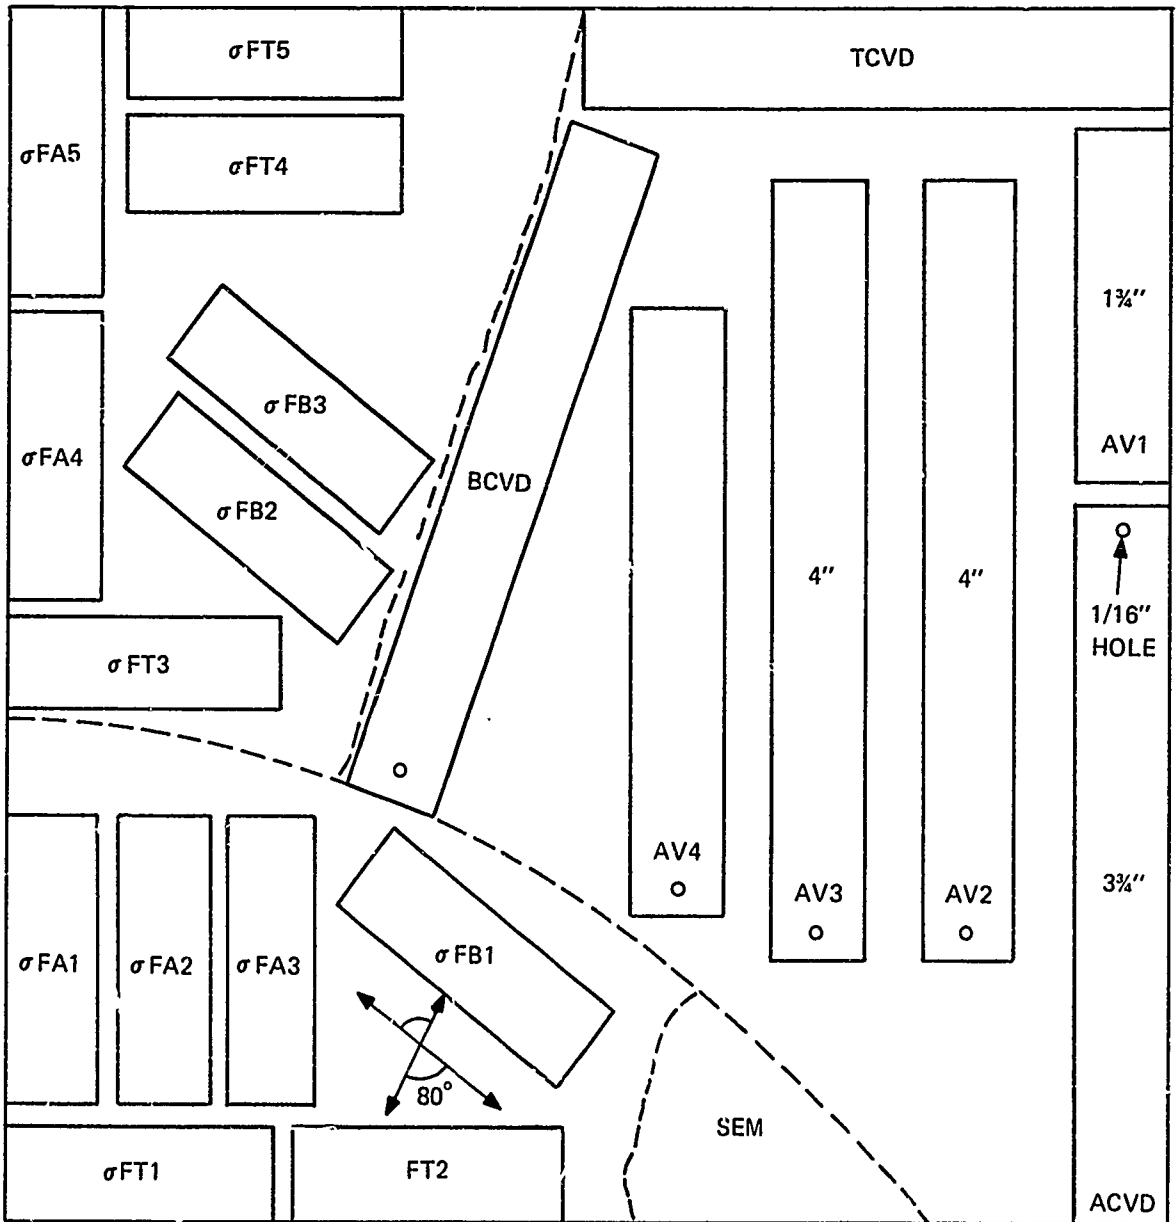 σFT5
TCVD
σFA5
σFT4
1¾"
σFB3
AV1
σFA4
BCVD
σFB2
4"
4"
1/16"
HOLE
σFT3
AV4
AV3
AV2
3¾"
σFA1
σFA2
σFA3
σFB1
80°
SEM
σFT1
FT2
ACVD